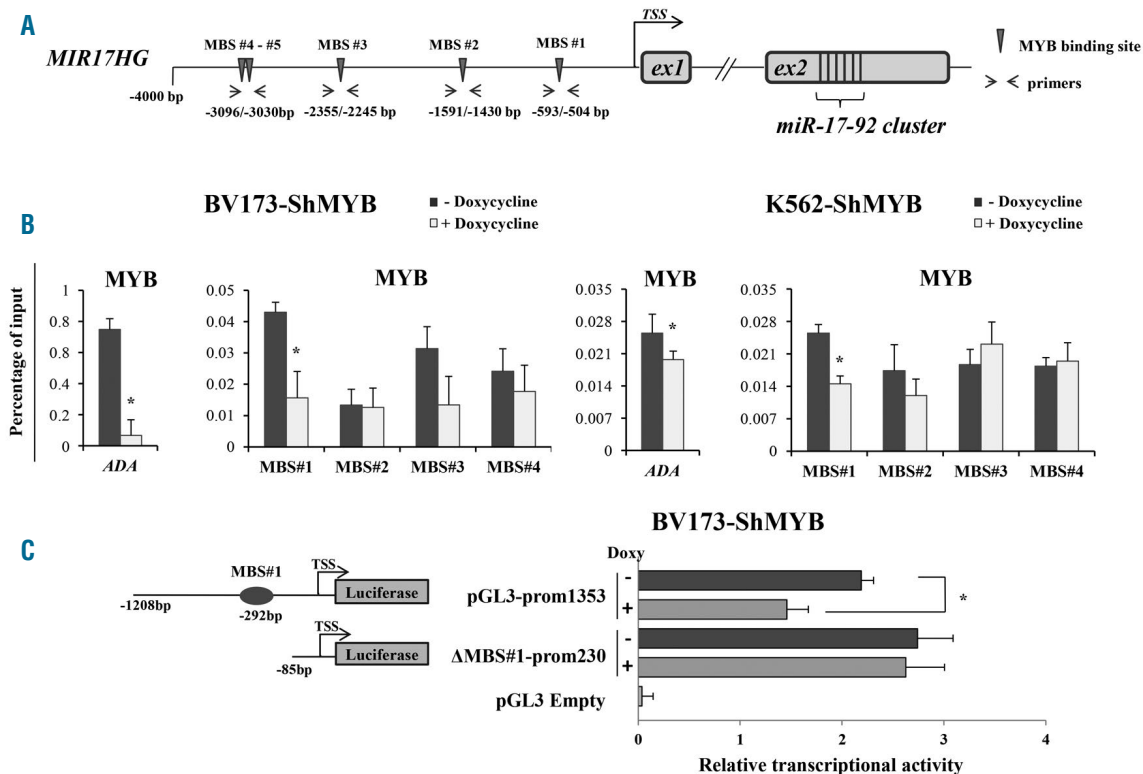 A
MIR17HG
MBS #4 - #5
MBS #3
MBS #2
MBS #1
TSS
ex1
ex2
MYB binding site
primers
-4000 bp
-3096/-3030bp
-2355/-2245 bp
-1591/-1430 bp
-593/-504 bp
miR-17-92 cluster
BV173-ShMYB
- Doxycycline
+ Doxycycline
K562-ShMYB
- Doxycycline
+ Doxycycline
B
Percentage of input
MYB
1
0.8
0.6
0.4
0.2
0
*
ADA
MYB
0.05
0.04
0.03
0.02
0.01
0
*
MBS#1
MBS#2
MBS#3
MBS#4
MYB
0.035
0.028
0.021
0.014
0.007
0
*
ADA
MYB
0.035
0.028
0.021
0.014
0.007
0
*
MBS#1
MBS#2
MBS#3
MBS#4
C
BV173-ShMYB
MBS#1
TSS
Luciferase
-1208bp
-292bp
TSS
Luciferase
-85bp
Doxy
pGL3-prom1353
-
+
*
ΔMBS#1-prom230
-
+
pGL3 Empty
0 1 2 3 4
Relative transcriptional activity